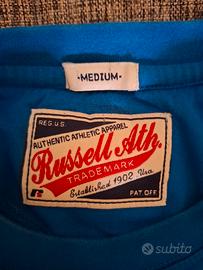 -MEDIUM-
REG.U.S.
AUTHENTIC ATHLETIC APPAREL
Russell Ath.
TRADEMARK
Established 1902 Usa
PAT OFF.
R
subito